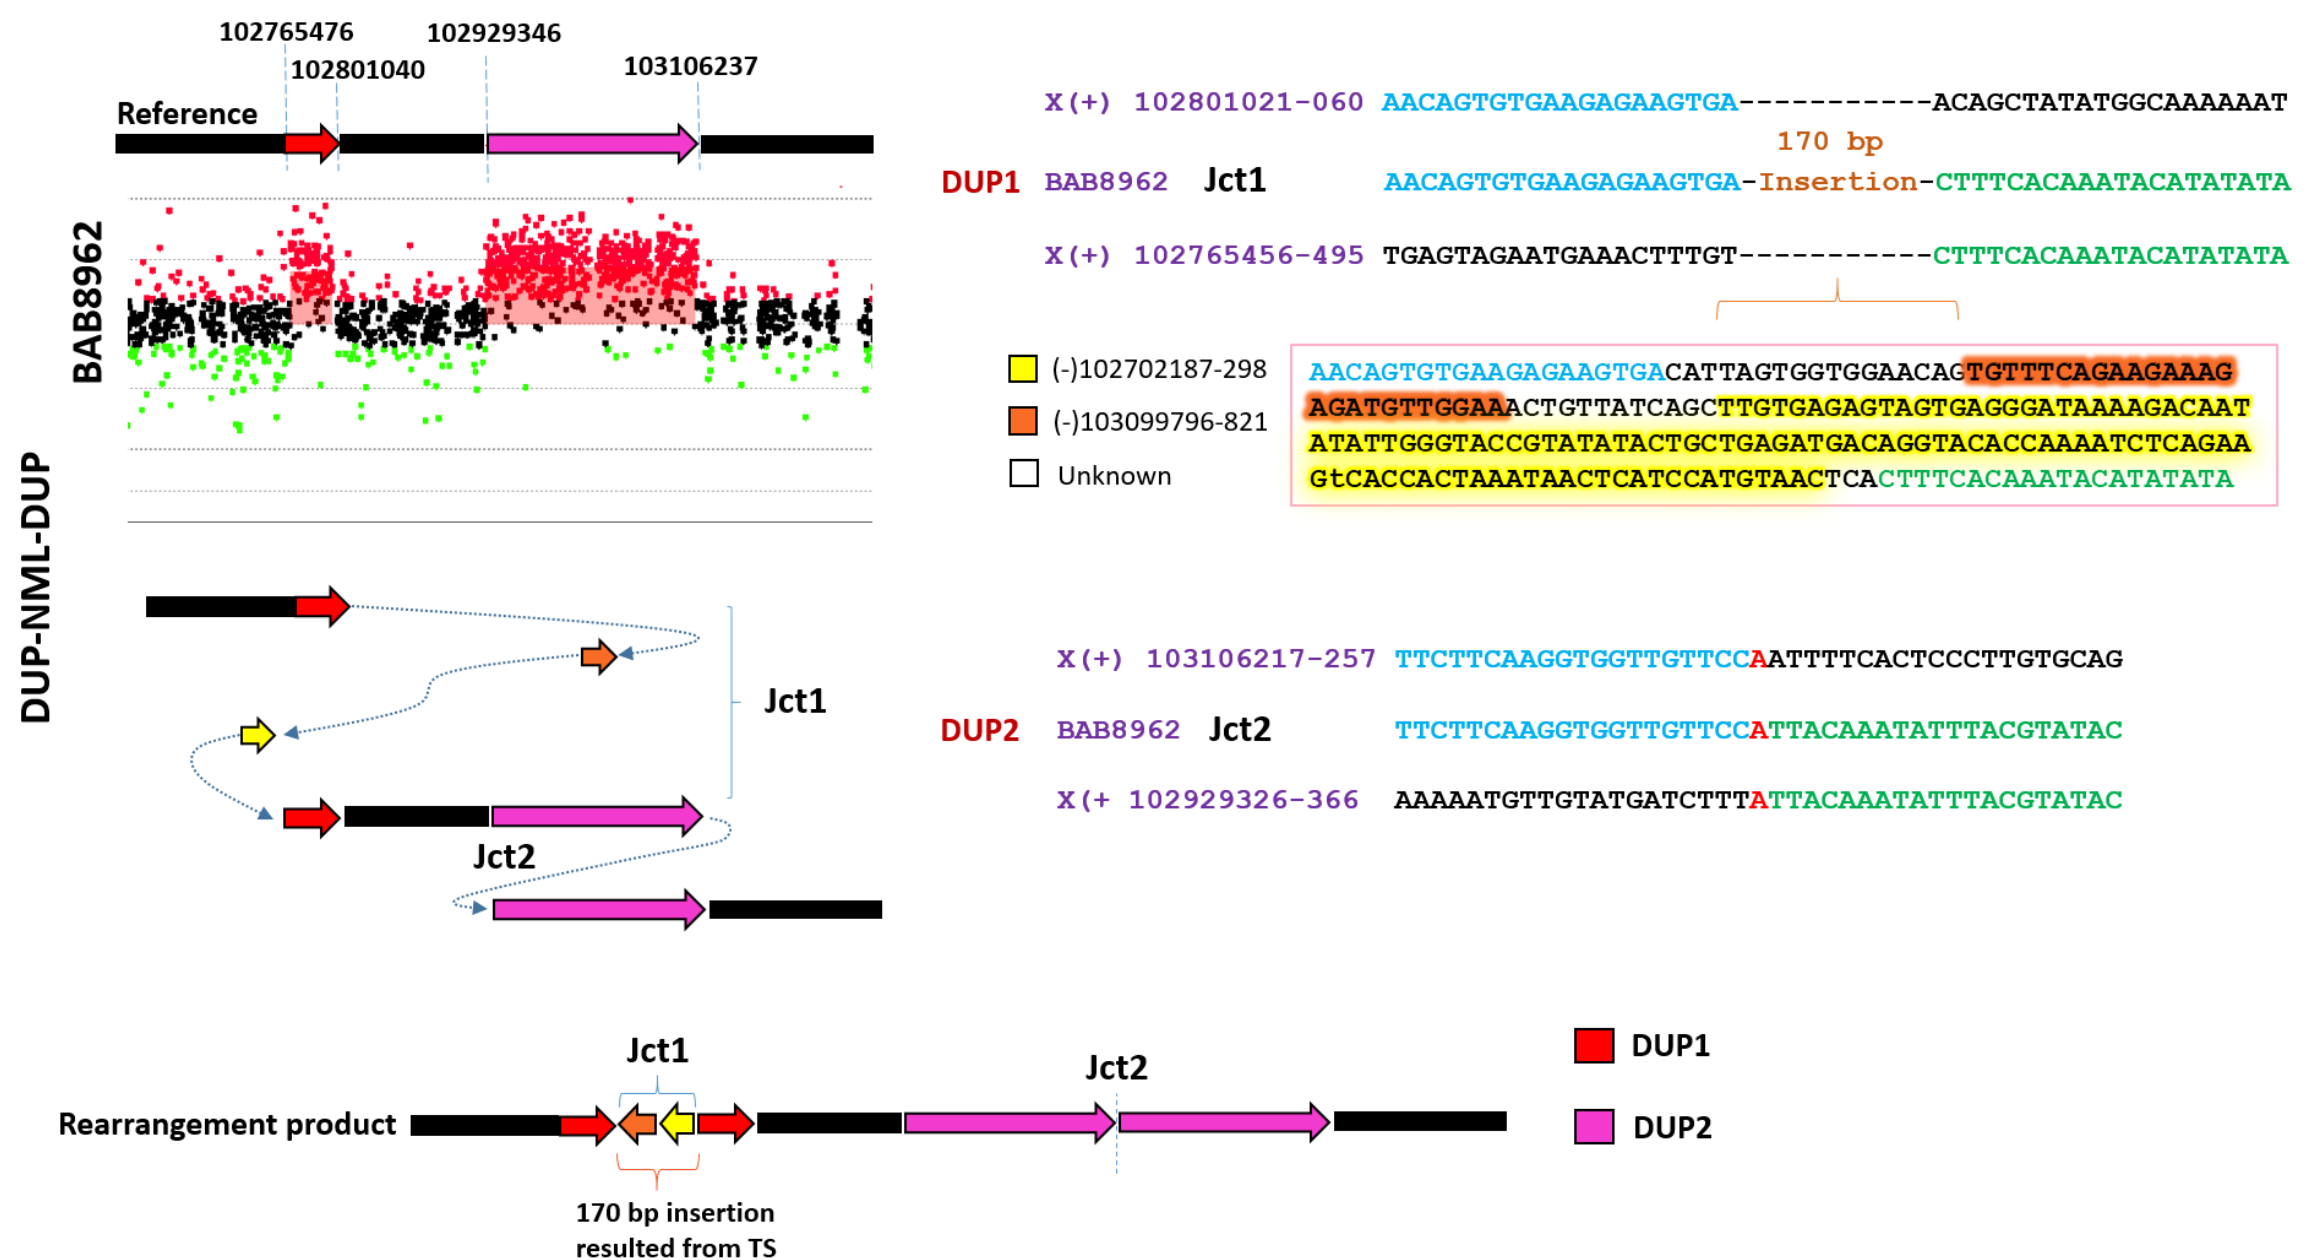 102765476
102929346
102801040
103106237
Reference
BAB8962
DUP-NML-DUP
X(+) 102801021-060 AACAGTGTGAAGAGAAGTGA-----------ACAGCTATATGGCAAAAAAT
170 bp
DUP1 BAB8962 Jct1 AACAGTGTGAAGAGAAGTGA-Insertion-CTTTCACAAATACATATATA
X(+) 102765456-495 TGAGTAGAATGAAACTTTGT-----------CTTTCACAAATACATATATA
(-)102702187-298
(-)103099796-821
Unknown
AACAGTGTGAAGAGAAGTGACATTAGTGGTGGAACAGTGTTTCAGAAGAAAG
AGATGTTGGAAACTGTTATCAGCTTGTGAGAGTAGTGAGGGATAAAAGACAAT
ATATTGGGTACCGTATATACTGCTGAGATGACAGGTACACCAAAATCTCAGAA
GtCACCACTAAATAACTCATCCATGTAACTCACTTTCACAAATACATATATA
Jct1
Jct2
X(+) 103106217-257 TTCTTCAAGGTGGTTGTTCCAATTTTCACTCCCTTGTGCAG
DUP2 BAB8962 Jct2 TTCTTCAAGGTGGTTGTTCCATTACAAATATTTACGTATAC
X(+ 102929326-366 AAAAATGTTGTATGATCTTTATTACAAATATTTACGTATAC
Jct1
Jct2
Rearrangement product
170 bp insertion
resulted from TS
DUP1
DUP2